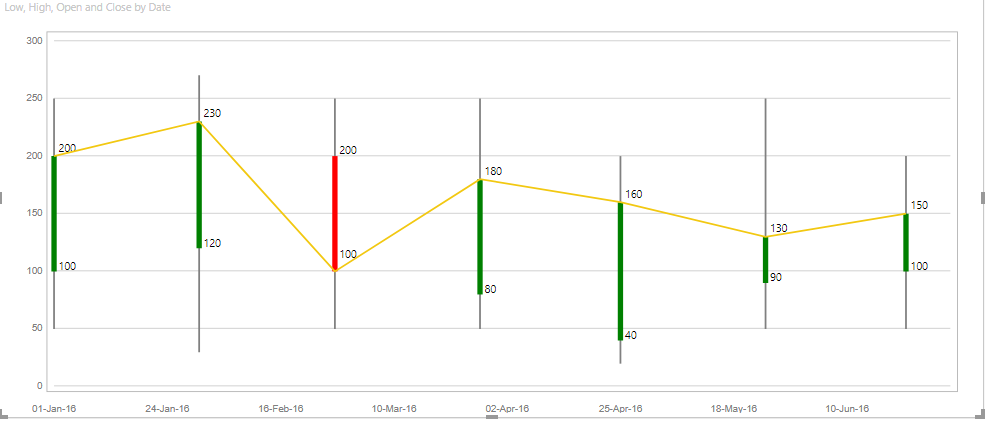 Low, High, Open and Close by Date
300
250
200
150
100
50
0
200
100
230
120
200
100
180
80
160
40
130
90
150
100
01-Jan-16
24-Jan-16
16-Feb-16
10-Mar-16
02-Apr-16
25-Apr-16
18-May-16
10-Jun-16